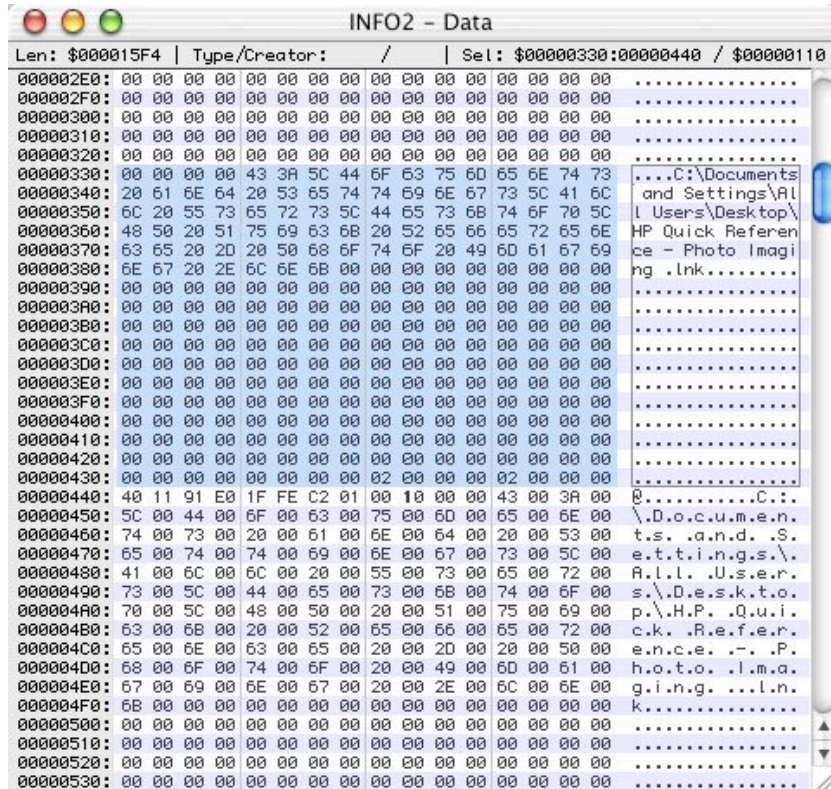 INFO2 – Data
Len: $000015F4 | Type/Creator: / | Sel: $00000330:00000440 / $00000110
000002E0: 00 00 00 00 00 00 00 00 00 00 00 00 00 00 00 00 ................
000002F0: 00 00 00 00 00 00 00 00 00 00 00 00 00 00 00 00 ................
00000300: 00 00 00 00 00 00 00 00 00 00 00 00 00 00 00 00 ................
00000310: 00 00 00 00 00 00 00 00 00 00 00 00 00 00 00 00 ................
00000320: 00 00 00 00 00 00 00 00 00 00 00 00 00 00 00 00 ................
00000330: 00 00 00 00 43 3A 5C 44 6F 63 75 6D 65 6E 74 73 ....C:\Documents
00000340: 20 61 6E 64 20 53 65 74 74 69 6E 67 73 5C 41 6C  and Settings\Al
00000350: 6C 20 55 73 65 72 73 5C 44 65 73 6B 74 6F 70 5C l Users\Desktop\
00000360: 48 50 20 51 75 69 63 6B 20 52 65 66 65 72 65 6E HP Quick Referen
00000370: 63 65 20 2D 20 50 68 6F 74 6F 20 49 6D 61 67 69 ce - Photo Imagi
00000380: 6E 67 20 2E 6C 6E 6B 00 00 00 00 00 00 00 00 00 ng .lnk.........
00000390: 00 00 00 00 00 00 00 00 00 00 00 00 00 00 00 00 ................
000003A0: 00 00 00 00 00 00 00 00 00 00 00 00 00 00 00 00 ................
000003B0: 00 00 00 00 00 00 00 00 00 00 00 00 00 00 00 00 ................
000003C0: 00 00 00 00 00 00 00 00 00 00 00 00 00 00 00 00 ................
000003D0: 00 00 00 00 00 00 00 00 00 00 00 00 00 00 00 00 ................
000003E0: 00 00 00 00 00 00 00 00 00 00 00 00 00 00 00 00 ................
000003F0: 00 00 00 00 00 00 00 00 00 00 00 00 00 00 00 00 ................
00000400: 00 00 00 00 00 00 00 00 00 00 00 00 00 00 00 00 ................
00000410: 00 00 00 00 00 00 00 00 00 00 00 00 00 00 00 00 ................
00000420: 00 00 00 00 00 00 00 00 00 00 00 00 00 00 00 00 ................
00000430: 00 00 00 00 00 00 00 00 02 00 00 00 02 00 00 00 ................
00000440: 40 11 91 E0 1F FE C2 01 00 10 00 00 43 00 3A 00 @...........C.:.
00000450: 5C 00 44 00 6F 00 63 00 75 00 6D 00 65 00 6E 00 \.D.o.c.u.m.e.n.
00000460: 74 00 73 00 20 00 61 00 6E 00 64 00 20 00 53 00 t.s. .a.n.d. .S.
00000470: 65 00 74 00 74 00 69 00 6E 00 67 00 73 00 5C 00 e.t.t.i.n.g.s.\.
00000480: 41 00 6C 00 6C 00 20 00 55 00 73 00 65 00 72 00 A.l.l. .U.s.e.r.
00000490: 73 00 5C 00 44 00 65 00 73 00 6B 00 74 00 6F 00 s.\.D.e.s.k.t.o.
000004A0: 70 00 5C 00 48 00 50 00 20 00 51 00 75 00 69 00 p.\.H.P. .Q.u.i.
000004B0: 63 00 6B 00 20 00 52 00 65 00 66 00 65 00 72 00 c.k. .R.e.f.e.r.
000004C0: 65 00 6E 00 63 00 65 00 20 00 2D 00 20 00 50 00 e.n.c.e. .-. .P.
000004D0: 68 00 6F 00 74 00 6F 00 20 00 49 00 6D 00 61 00 h.o.t.o. .I.m.a.
000004E0: 67 00 69 00 6E 00 67 00 20 00 2E 00 6C 00 6E 00 g.i.n.g. ...l.n.
000004F0: 6B 00 00 00 00 00 00 00 00 00 00 00 00 00 00 00 k...............
00000500: 00 00 00 00 00 00 00 00 00 00 00 00 00 00 00 00 ................
00000510: 00 00 00 00 00 00 00 00 00 00 00 00 00 00 00 00 ................
00000520: 00 00 00 00 00 00 00 00 00 00 00 00 00 00 00 00 ................
00000530: 00 00 00 00 00 00 00 00 00 00 00 00 00 00 00 00 ................